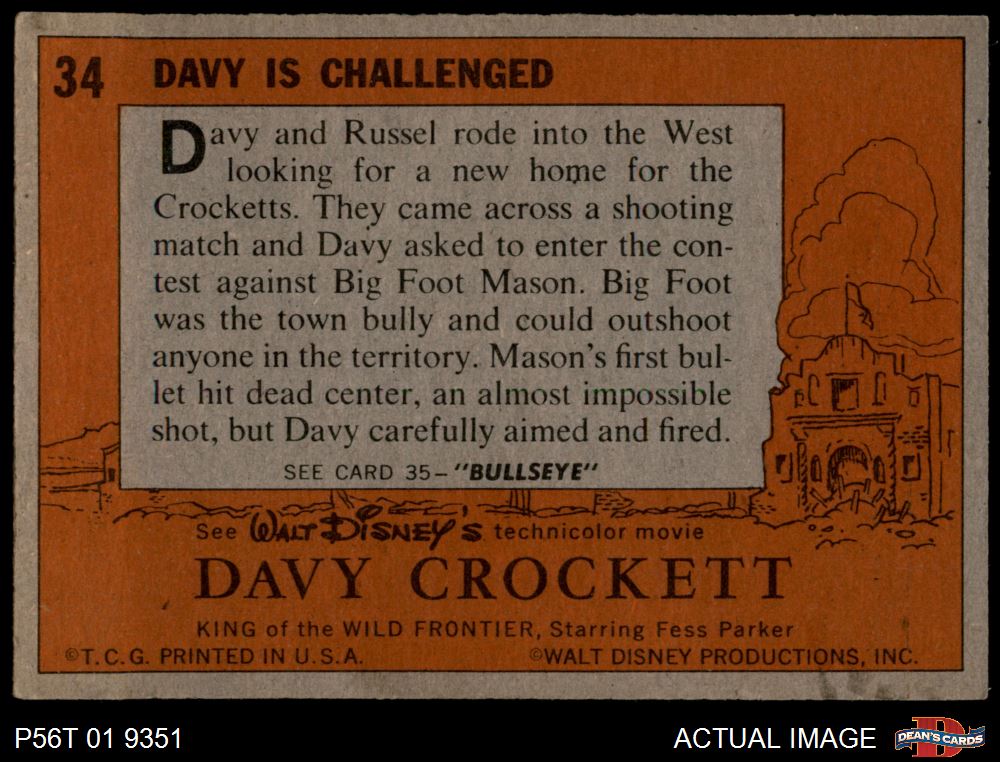 34 DAVY IS CHALLENGED
Davy and Russel rode into the West
looking for a new home for the
Crocketts. They came across a shooting
match and Davy asked to enter the con-
test against Big Foot Mason. Big Foot
was the town bully and could outshoot
anyone in the territory. Mason's first bul-
let hit dead center, an almost impossible
shot, but Davy carefully aimed and fired.
SEE CARD 35–"BULLSEYE"
See WALT DISNEY'S technicolor movie
DAVY CROCKETT
KING of the WILD FRONTIER, Starring Fess Parker
©T.C.G. PRINTED IN U.S.A. ©WALT DISNEY PRODUCTIONS, INC.
P56T 01 9351 ACTUAL IMAGE DEAN'S CARDS